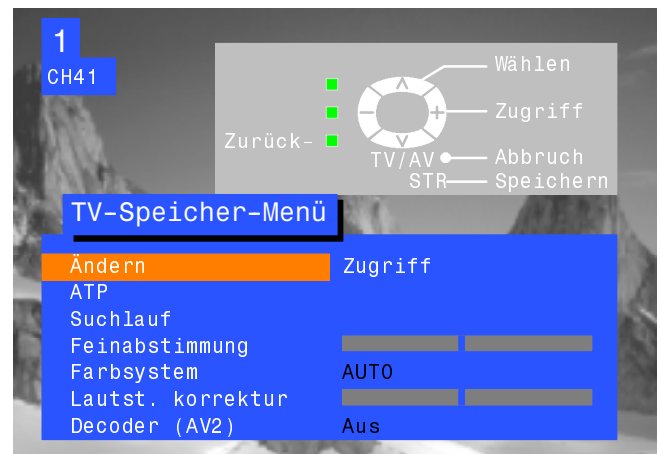 1
CH41
Wählen
Zugriff
Zurück-
TV/AV
Abbruch
STR
Speichern
TV-Speicher-Menü
Ändern Zugriff
ATP
Suchlauf
Feinabstimmung
Farbsystem AUTO
Lautst. korrektur
Decoder (AV2) Aus